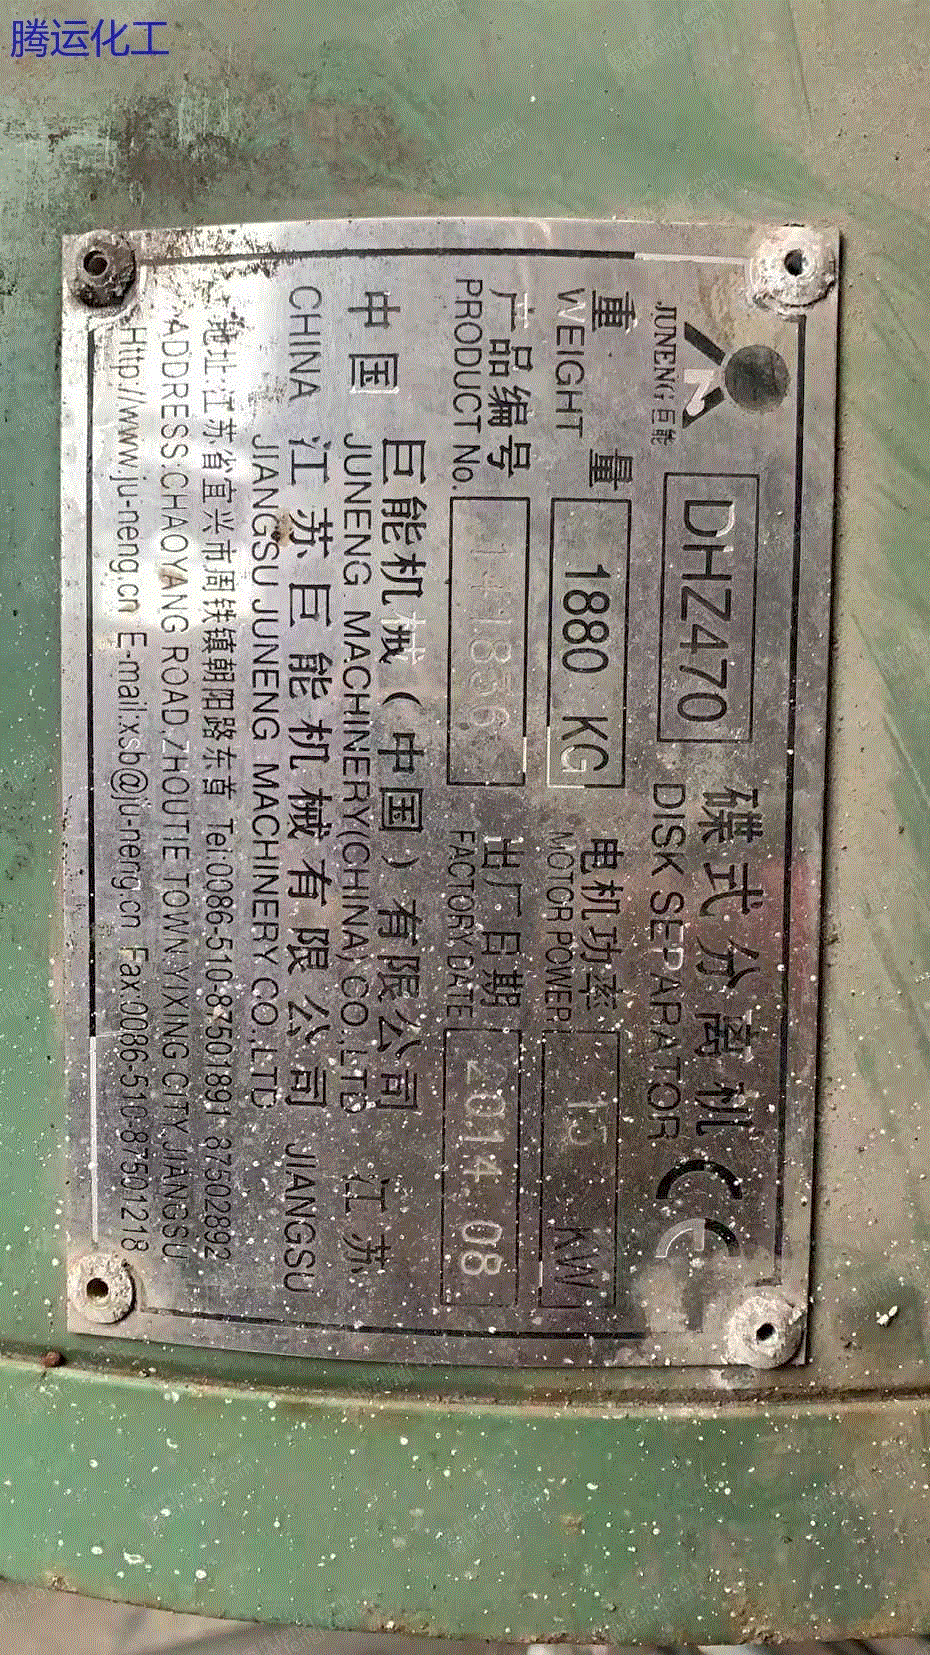 腾运化工
JUNENG 巨能
DHZ470 碟式分离机
DISK SEPARATOR CE
重量 1880 KG 电机功率 15 KW
WEIGHT MOTOR POWER
产品编号 出厂日期 2014.08
PRODUCT No. FACTORY DATE
巨能机械（中国）有限公司
中国 JUNENG MACHINERY(CHINA) CO.,LTD 江苏
CHINA 江苏巨能机械有限公司 JIANGSU
JIANGSU JUNENG MACHINERY CO.,LTD
地址:江苏省宜兴市周铁镇朝阳路东首 Tel:0086-510-87501891 87502892
ADDRESS:CHAOYANG ROAD,ZHOUTIE TOWN,YIXING CITY,JIANGSU
Http://www.ju-neng.cn E-mail:xsb@ju-neng.cn Fax:0086-510-87501218